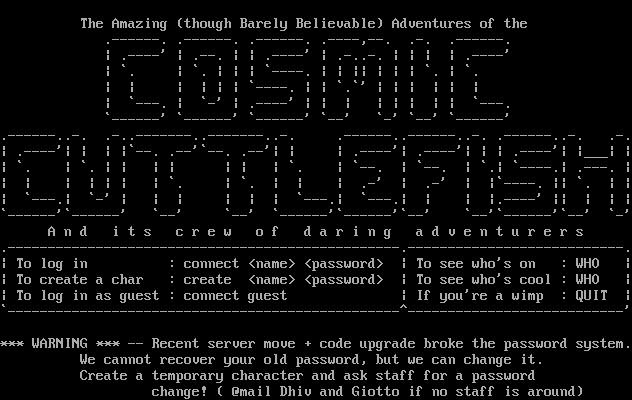 The Amazing (though Barely Believable) Adventures of the
COSMIC
CUTTLEFISH
And its crew of daring adventurers
To log in : connect <name> <password> | To see who's on : WHO
To create a char : create <name> <password> | To see who's cool : WHO
To log in as guest : connect guest | If you're a wimp : QUIT
*** WARNING *** -- Recent server move + code upgrade broke the password system.
We cannot recover your old password, but we can change it.
Create a temporary character and ask staff for a password
change! ( @mail Dhiv and Giotto if no staff is around)